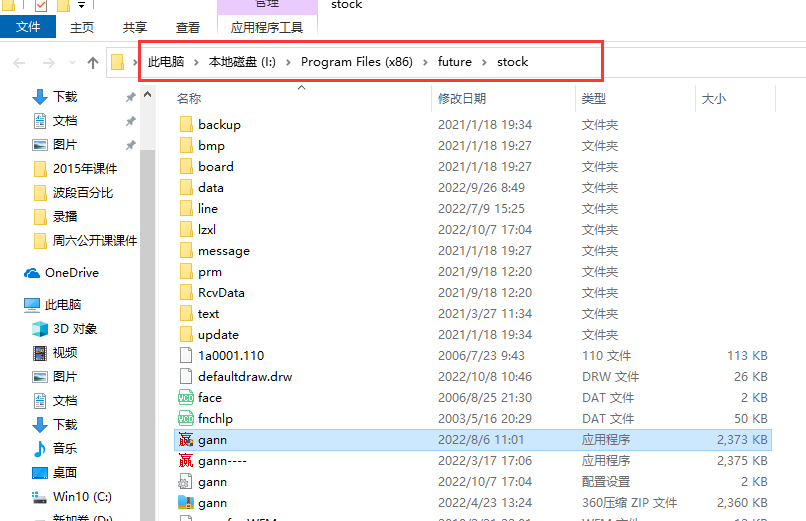 管理
stock
文件
主页
共享
查看
应用程序工具
此电脑 › 本地磁盘 (I:) › Program Files (x86) › future › stock
下载
文档
图片
2015年课件
波段百分比
录播
周六公开课课件
OneDrive
此电脑
3D 对象
视频
图片
文档
下载
音乐
桌面
Win10 (C:)
新加卷 (D:)
名称 修改日期 类型 大小
backup 2021/1/18 19:34 文件夹
bmp 2021/1/18 19:27 文件夹
board 2021/1/18 19:27 文件夹
data 2022/9/26 8:49 文件夹
line 2022/7/9 15:25 文件夹
lzxl 2022/10/7 17:04 文件夹
message 2021/1/18 19:27 文件夹
prm 2021/9/18 12:20 文件夹
RcvData 2021/9/18 12:20 文件夹
text 2021/3/27 11:34 文件夹
update 2021/1/18 19:34 文件夹
1a0001.110 2006/7/23 9:43 110 文件 113 KB
defaultdraw.drw 2022/10/8 10:46 DRW 文件 26 KB
face 2006/8/25 21:30 DAT 文件 2 KB
fnchlp 2003/5/16 20:29 DAT 文件 50 KB
gann 2022/8/6 11:01 应用程序 2,373 KB
gann---- 2022/3/17 17:06 应用程序 2,375 KB
gann 2022/10/7 17:04 配置设置 2 KB
gann 2022/4/23 13:24 360压缩 ZIP 文件 2,360 KB